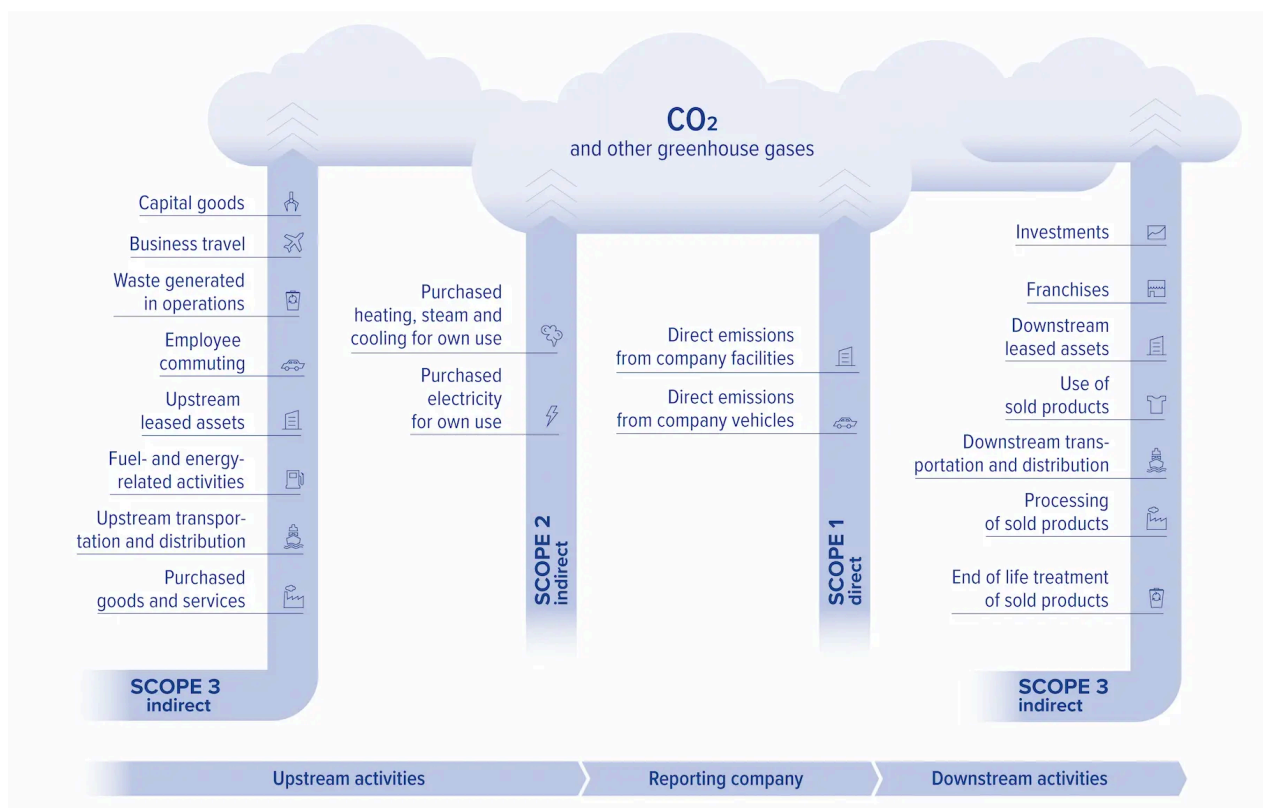 CO₂
and other greenhouse gases
Capital goods
Business travel
Waste generated
in operations
Employee
commuting
Upstream
leased assets
Fuel- and energy-
related activities
Upstream transpor-
tation and distribution
Purchased
goods and services
SCOPE 3
indirect
Purchased
heating, steam and
cooling for own use
Purchased
electricity
for own use
SCOPE 2
indirect
Direct emissions
from company facilities
Direct emissions
from company vehicles
SCOPE 1
direct
Investments
Franchises
Downstream
leased assets
Use of
sold products
Downstream trans-
portation and distribution
Processing
of sold products
End of life treatment
of sold products
SCOPE 3
indirect
Upstream activities
Reporting company
Downstream activities